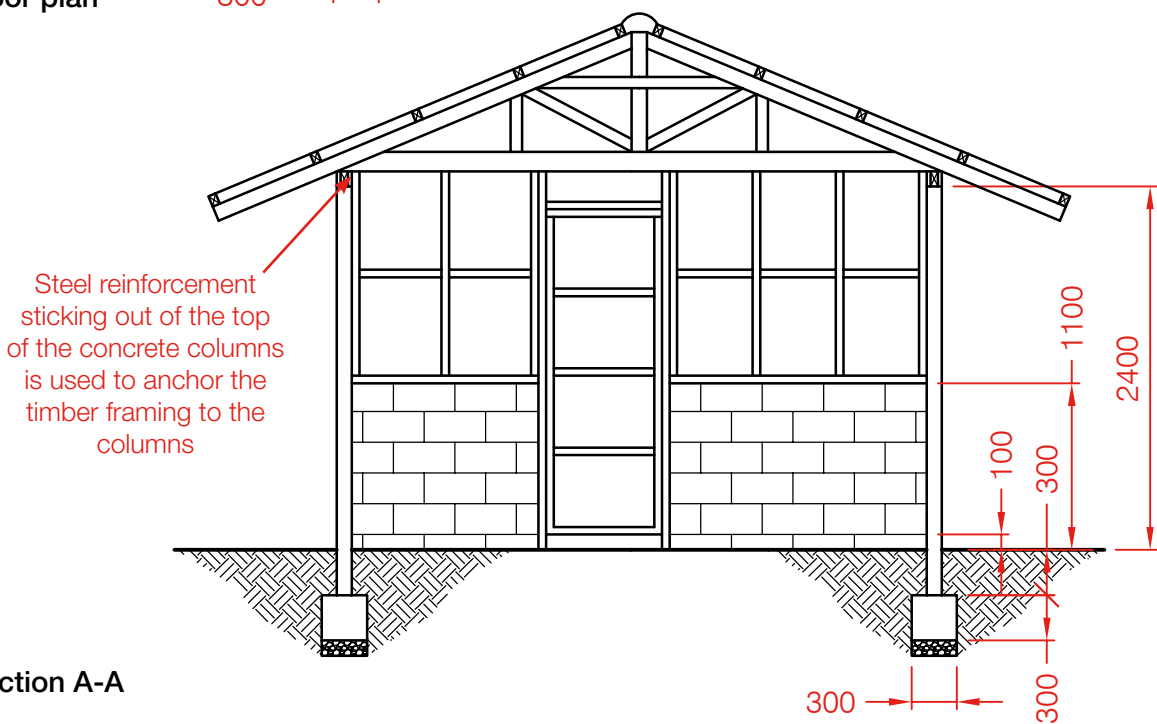 oor plan
300
Steel reinforcement
sticking out of the top
of the concrete columns
is used to anchor the
timber framing to the
columns
1100
2400
100
300
300
300
ction A-A